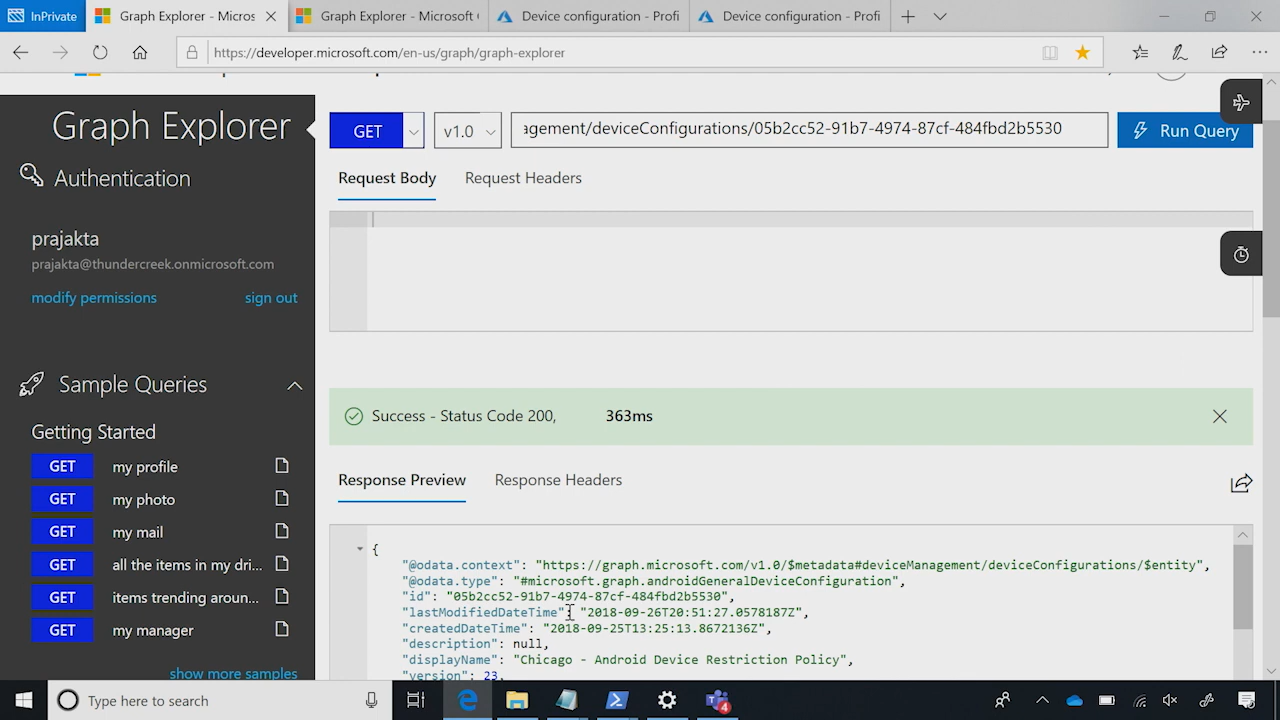 InPrivate
Graph Explorer - Micros
Graph Explorer - Microsoft
Device configuration - Profi
Device configuration - Profi
https://developer.microsoft.com/en-us/graph/graph-explorer
Graph Explorer
Authentication
prajakta
prajakta@thundercreek.onmicrosoft.com
modify permissions sign out
Sample Queries
Getting Started
GET my profile
GET my photo
GET my mail
GET all the items in my dri...
GET items trending aroun...
GET my manager
show more samples
GET v1.0 agement/deviceConfigurations/05b2cc52-91b7-4974-87cf-484fbd2b5530 Run Query
Request Body Request Headers
Success - Status Code 200, 363ms
Response Preview Response Headers
{
"@odata.context": "https://graph.microsoft.com/v1.0/$metadata#deviceManagement/deviceConfigurations/$entity",
"@odata.type": "#microsoft.graph.androidGeneralDeviceConfiguration",
"id": "05b2cc52-91b7-4974-87cf-484fbd2b5530",
"lastModifiedDateTime": "2018-09-26T20:51:27.0578187Z",
"createdDateTime": "2018-09-25T13:25:13.8672136Z",
"description": null,
"displayName": "Chicago - Android Device Restriction Policy",
"version": 23,
Type here to search
4